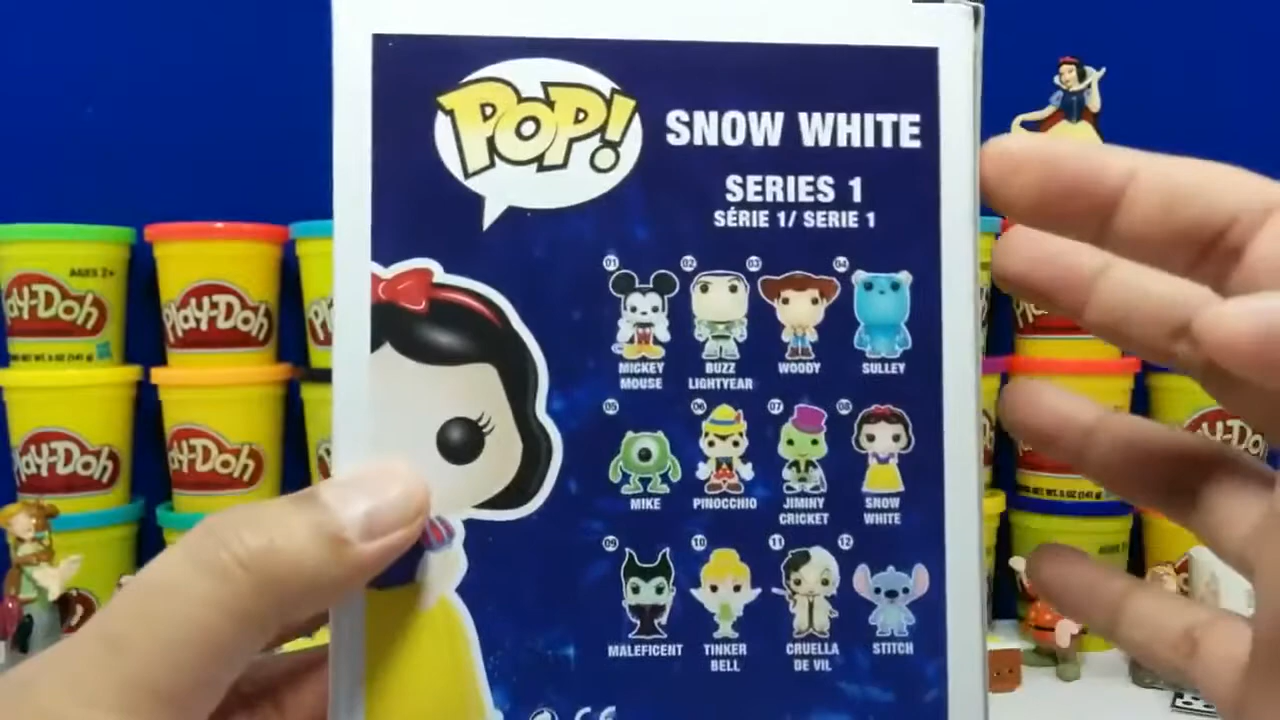 POP!
SNOW WHITE
SERIES 1
SÉRIE 1/ SERIE 1
01 02 03 04
MICKEY MOUSE
BUZZ LIGHTYEAR
WOODY
SULLEY
05 06 07 08
MIKE
PINOCCHIO
JIMINY CRICKET
SNOW WHITE
09 10 11 12
MALEFICENT
TINKER BELL
CRUELLA DE VIL
STITCH
CE
AGES 2+
Play-Doh
Play-Doh
Play-Doh
Play-Doh